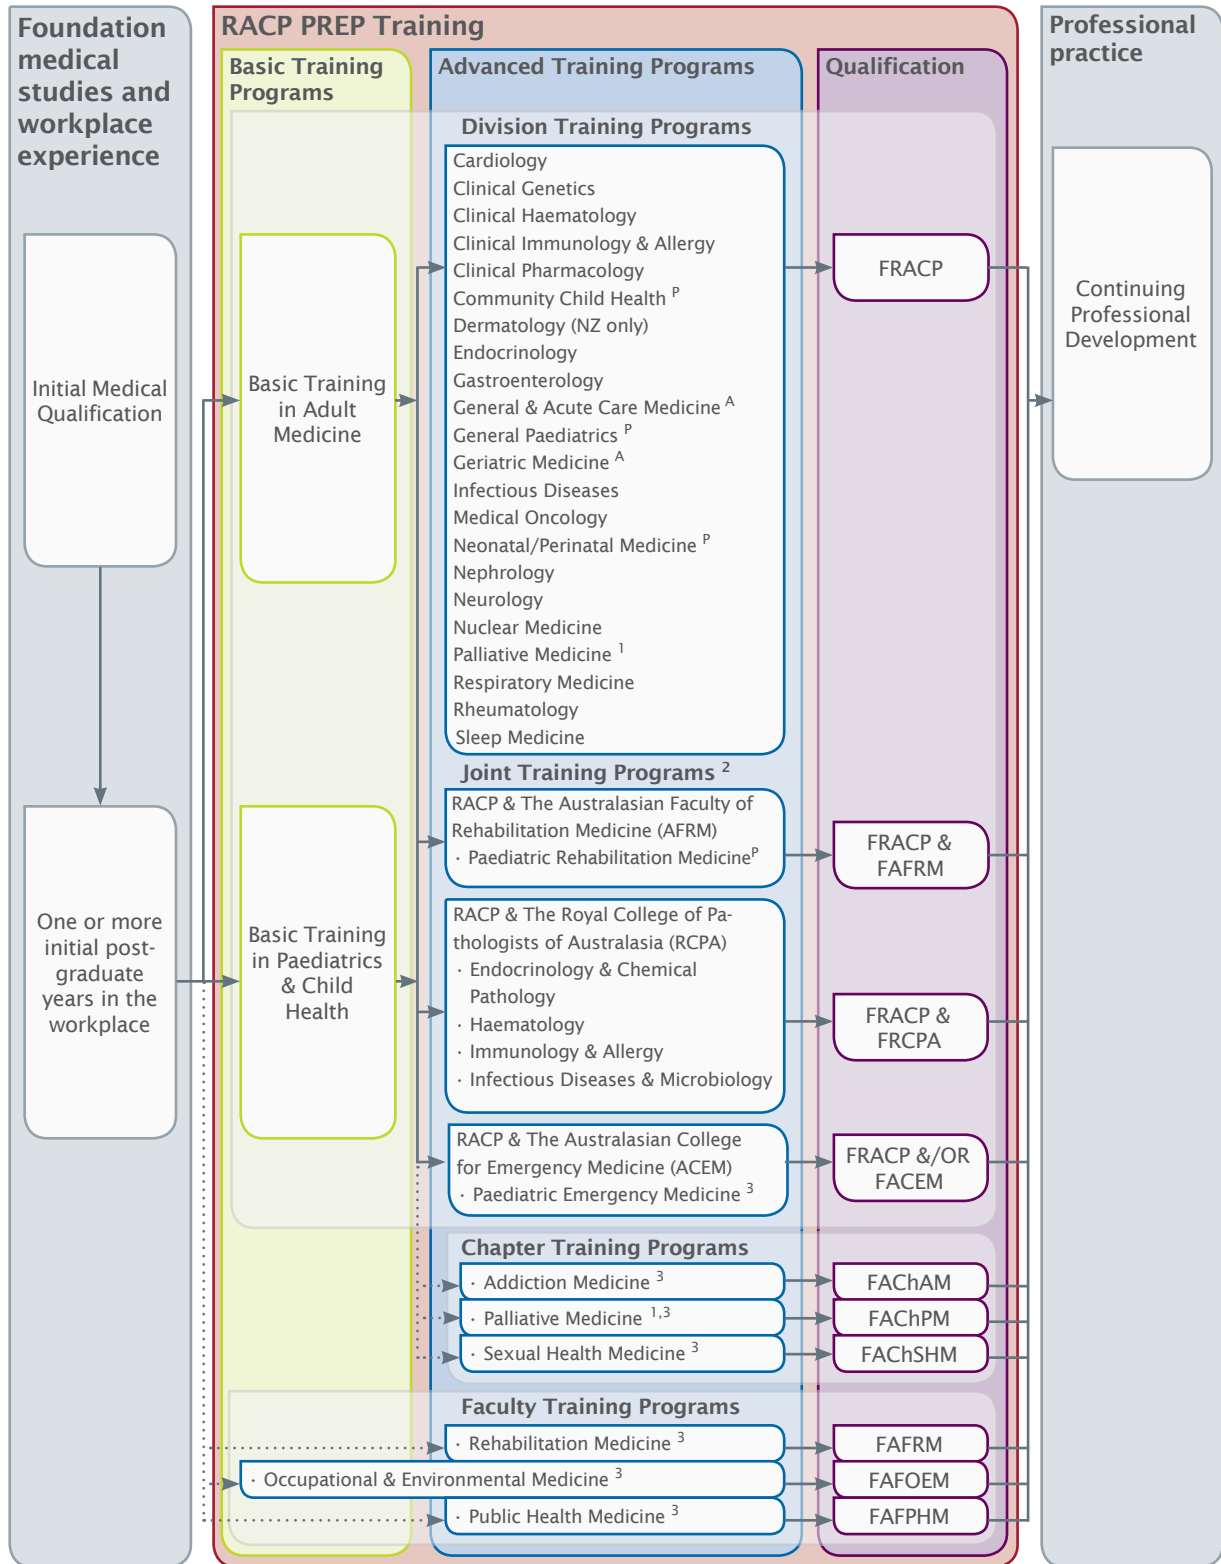 Foundation
medical
studies and
workplace
experience
Initial Medical
Qualification
One or more
initial post-
graduate
years in the
workplace
RACP PREP Training
Basic Training
Programs
Basic Training
in Adult
Medicine
Basic Training
in Paediatrics
& Child
Health
Advanced Training Programs
Division Training Programs
Cardiology
Clinical Genetics
Clinical Haematology
Clinical Immunology & Allergy
Clinical Pharmacology
Community Child Health P
Dermatology (NZ only)
Endocrinology
Gastroenterology
General & Acute Care Medicine A
General Paediatrics P
Geriatric Medicine A
Infectious Diseases
Medical Oncology
Neonatal/Perinatal Medicine P
Nephrology
Neurology
Nuclear Medicine
Palliative Medicine 1
Respiratory Medicine
Rheumatology
Sleep Medicine
Joint Training Programs 2
RACP & The Australasian Faculty of
Rehabilitation Medicine (AFRM)
· Paediatric Rehabilitation MedicineP
RACP & The Royal College of Pa-
thologists of Australasia (RCPA)
· Endocrinology & Chemical
Pathology
· Haematology
· Immunology & Allergy
· Infectious Diseases & Microbiology
RACP & The Australasian College
for Emergency Medicine (ACEM)
· Paediatric Emergency Medicine 3
Chapter Training Programs
· Addiction Medicine 3
· Palliative Medicine 1,3
· Sexual Health Medicine 3
Faculty Training Programs
· Rehabilitation Medicine 3
· Occupational & Environmental Medicine 3
· Public Health Medicine 3
Qualification
FRACP
FRACP &
FAFRM
FRACP &
FRCPA
FRACP &/OR
FACEM
FAChAM
FAChPM
FAChSHM
FAFRM
FAFOEM
FAFPHM
Professional
practice
Continuing
Professional
Development